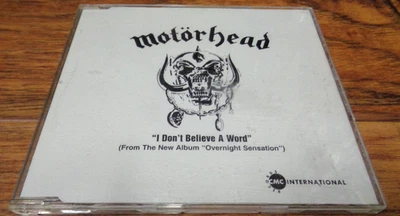 Motörhead
"I Don't Believe A Word"
(From The New Album "Overnight Sensation")
CMC INTERNATIONAL